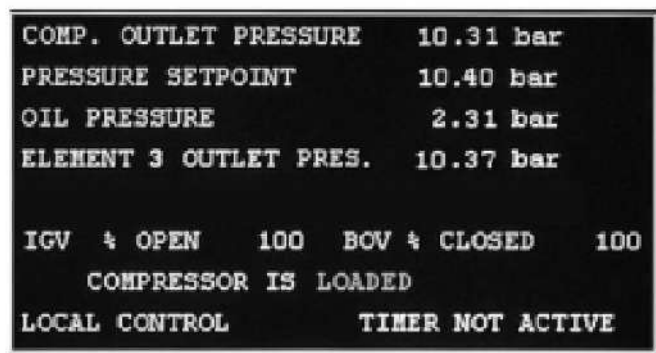 COMP. OUTLET PRESSURE 10.31 bar
PRESSURE SETPOINT 10.40 bar
OIL PRESSURE 2.31 bar
ELEMENT 3 OUTLET PRES. 10.37 bar
IGV % OPEN 100 BOV % CLOSED 100
COMPRESSOR IS LOADED
LOCAL CONTROL TIMER NOT ACTIVE